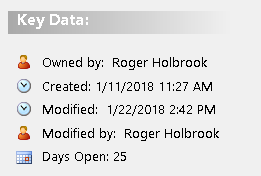 Key Data:
Owned by: Roger Holbrook
Created: 1/11/2018 11:27 AM
Modified: 1/22/2018 2:42 PM
Modified by: Roger Holbrook
Days Open: 25